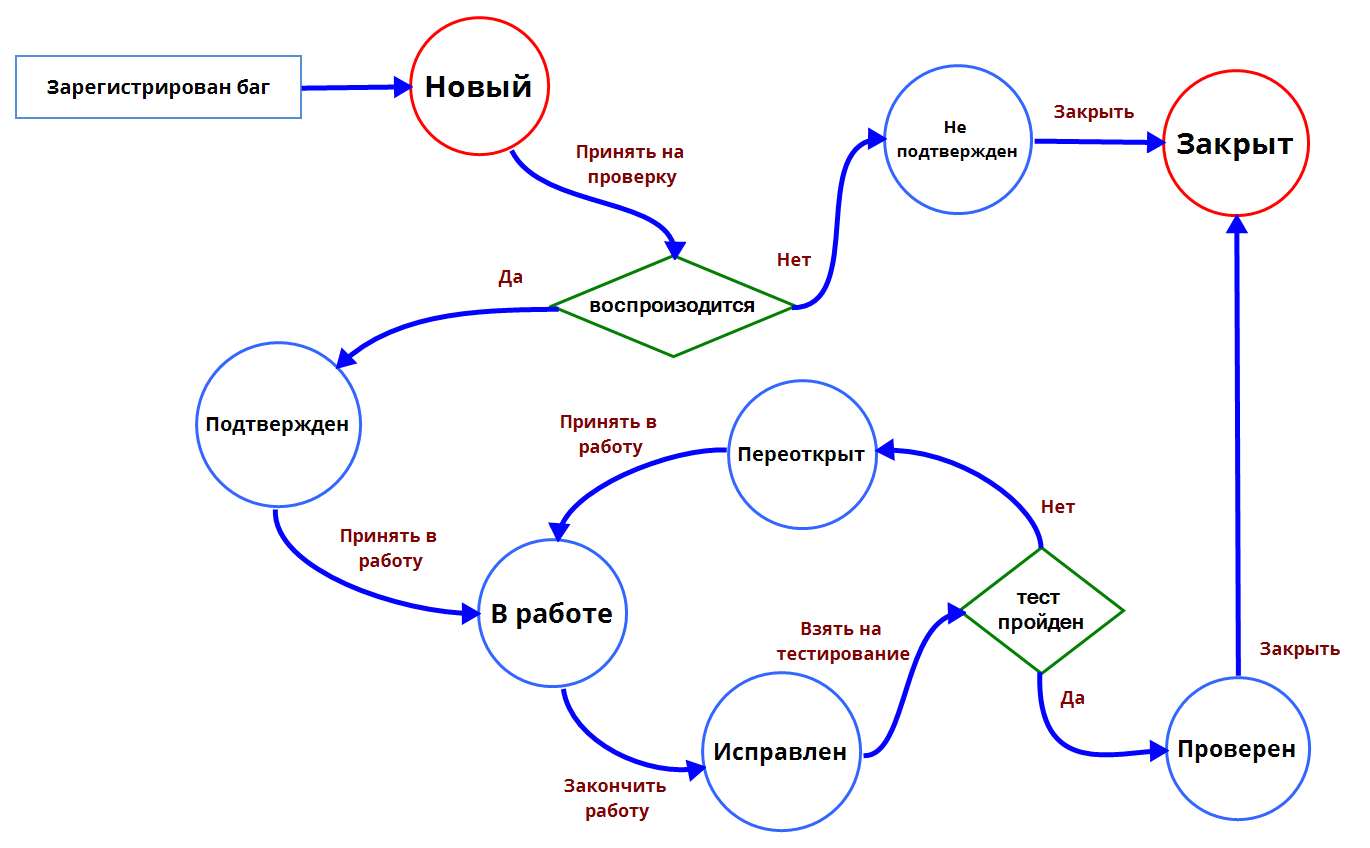 Зарегистрирован баг
Новый
Принять на
проверку
Не
подтвержден
Закрыть
Закрыт
Да
воспроизодится
Нет
Подтвержден
Принять в
работу
Переоткрыт
Нет
Принять в
работу
В работе
Взять на
тестирование
тест
пройден
Закрыть
Да
Исправлен
Проверен
Закончить
работу